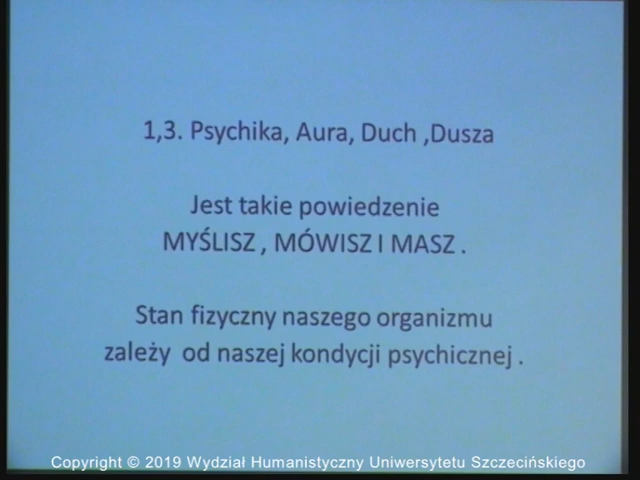 1,3. Psychika, Aura, Duch ,Dusza
Jest takie powiedzenie
MYŚLISZ , MÓWISZ I MASZ .
Stan fizyczny naszego organizmu
zależy od naszej kondycji psychicznej .
Copyright © 2019 Wydział Humanistyczny Uniwersytetu Szczecińskiego